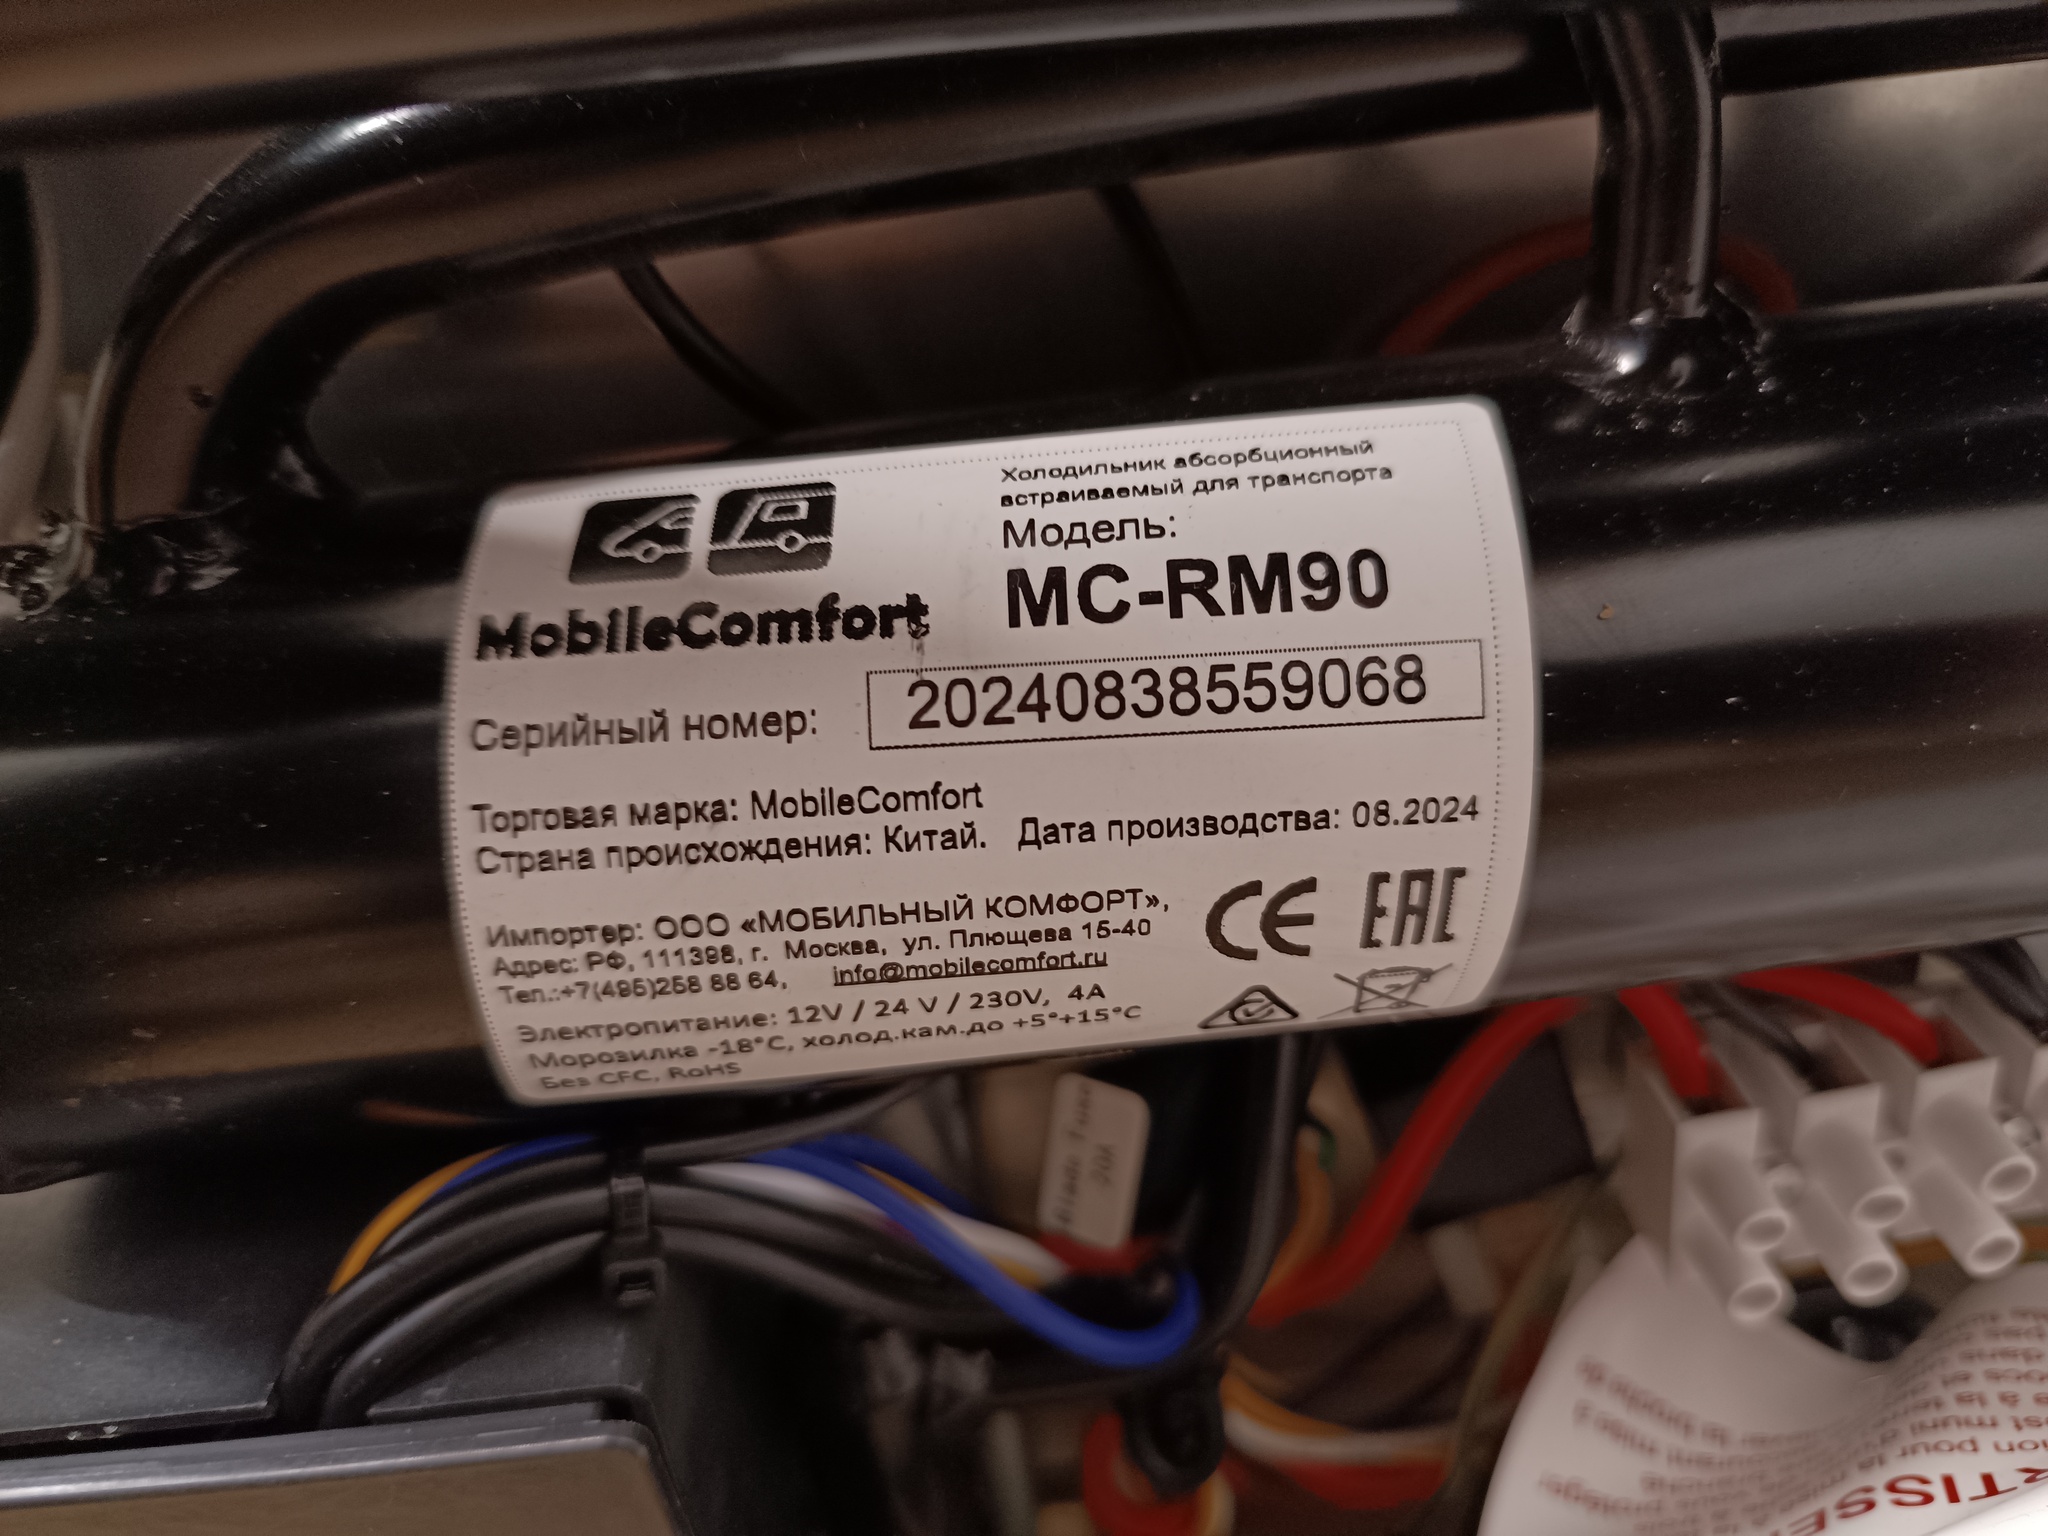 Холодильник абсорбционный
встраиваемый для транспорта
Модель:
MC-RM90
MobileComfort
Серийный номер: 20240838559068
Торговая марка: MobileComfort
Страна происхождения: Китай. Дата производства: 08.2024
Импортер: ООО «МОБИЛЬНЫЙ КОМФОРТ»,
Адрес: РФ, 111398, г. Москва, ул. Плющева 15-40
Тел.:+7(495)258 88 64, info@mobilecomfort.ru
Электропитание: 12V / 24 V / 230V, 4A
Морозилка -18°C, холод.кам.до +5°+15°C
Без CFC, RoHS
CE EAC